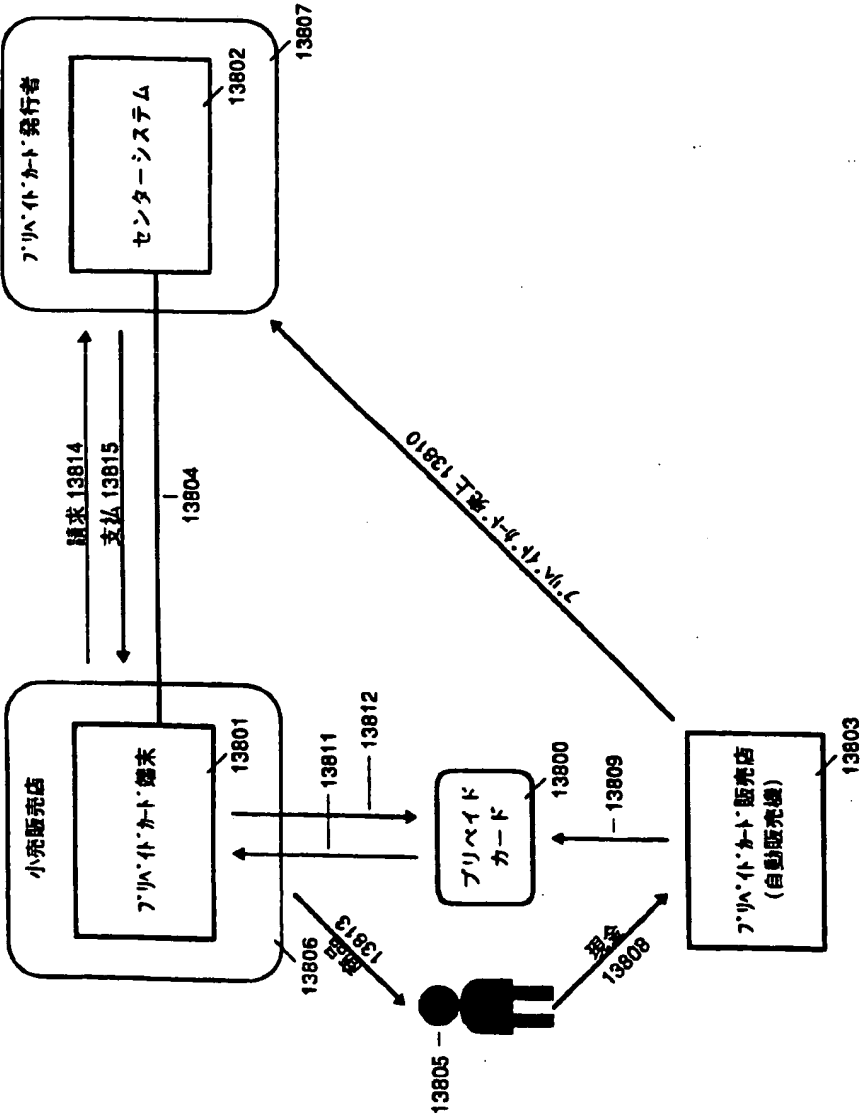 小売販売店
プリペイドカード端末
13801
13806
請求 13814
支払 13815
13804
プリペイドカード発行者
センターシステム
13802
13807
13811
13812
商品
13813
プリペイド
カード
13800
13805
現金
13808
13809
プリペイドカード売上 13810
プリペイドカード販売店
(自動販売機)
13803